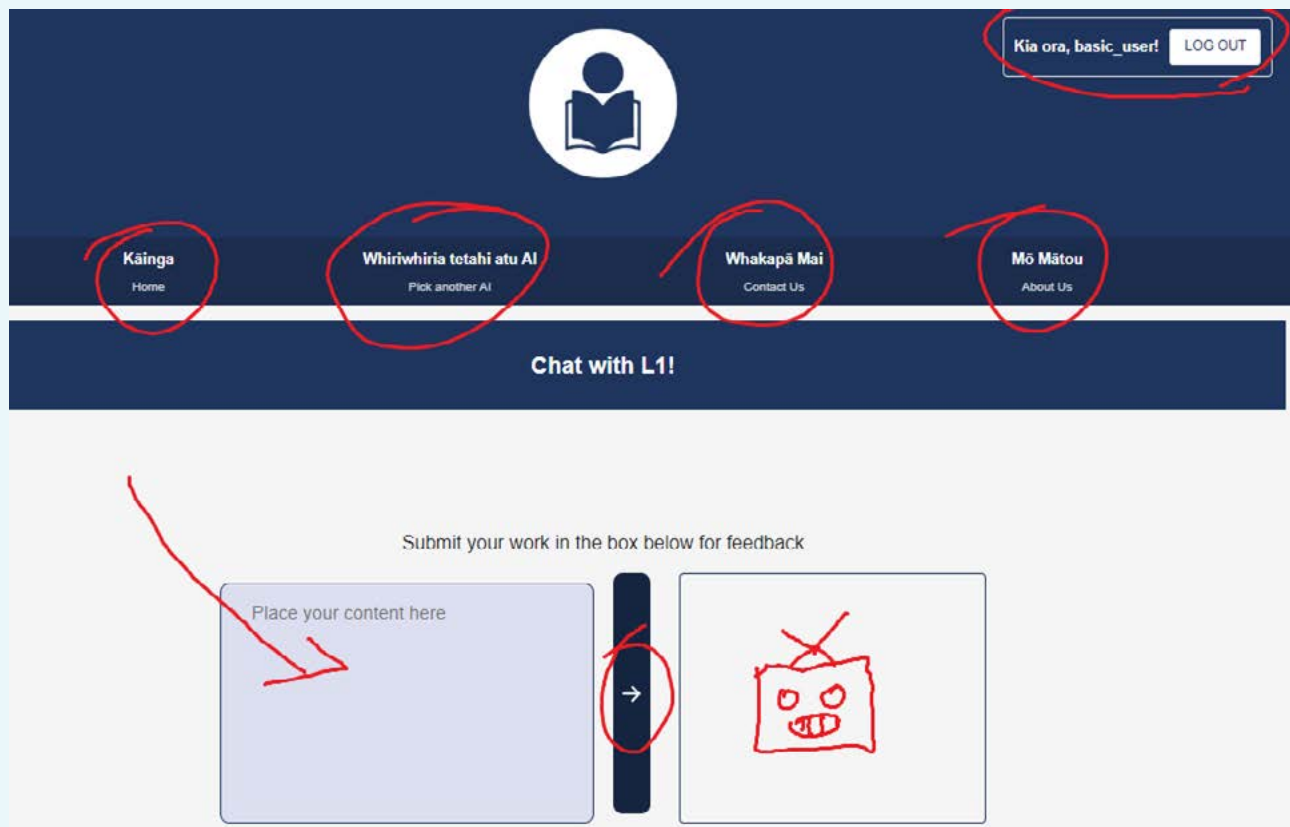 Kia ora, basic_user! LOG OUT
Kāinga Whiriwhiria tetahi atu AI Whakapā Mai Mō Mātou
Home Pick another AI Contact Us About Us
Chat with L1!
Submit your work in the box below for feedback
Place your content here